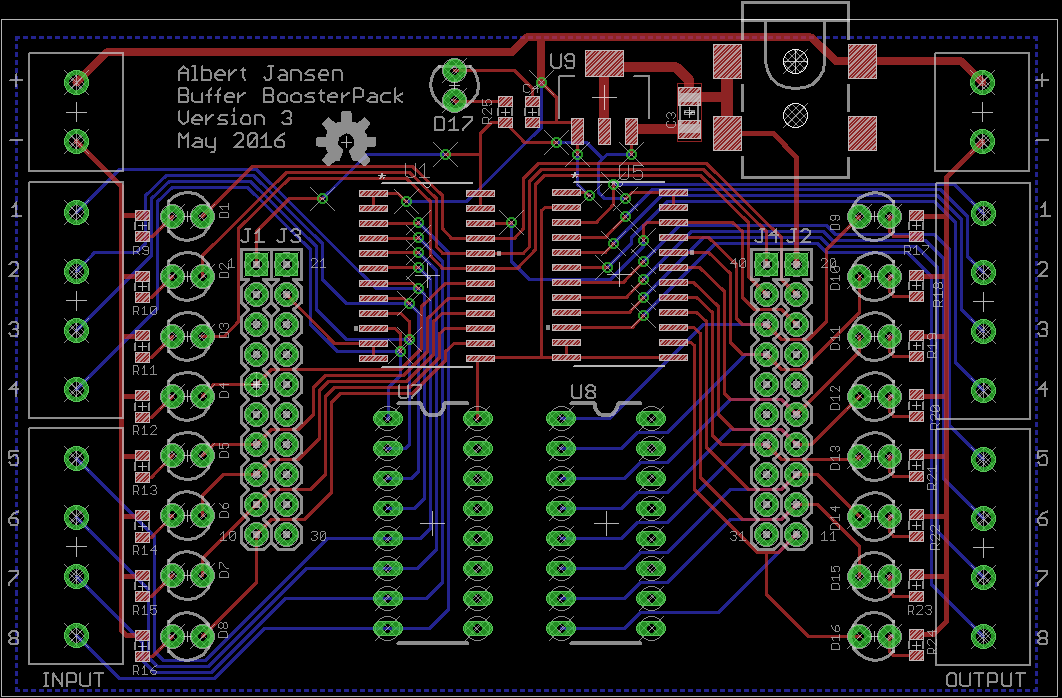 Albert Jansen
Buffer BoosterPack
Version 3
May 2016
D17
R25
U9
C3
+
-
+
-
*
U1
*
U5
1
2
3
4
5
6
7
8
D1
D2
D3
D4
D5
D6
D7
D8
R9
R10
R11
R12
R13
R14
R15
R16
J1 J3
1
21
10
30
U7
U8
J4 J2
40
20
31
11
D9
D10
D11
D12
D13
D14
D15
D16
R17
R18
R19
R20
R21
R22
R23
R24
1
2
3
4
5
6
7
8
INPUT
OUTPUT